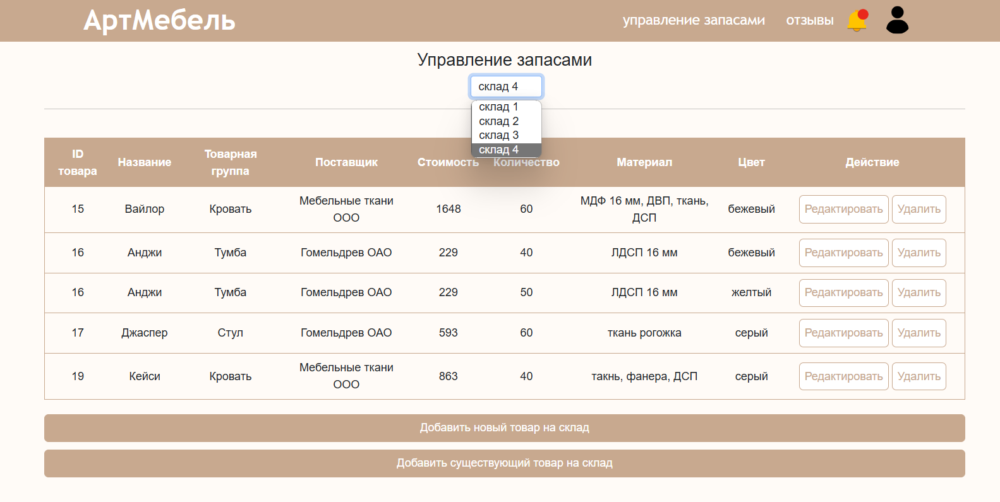 АртМебель
управление запасами
отзывы
Управление запасами
склад 4
склад 1
склад 2
склад 3
склад 4
ID товара Название Товарная группа Поставщик Стоимость Количество Материал Цвет Действие
15 Вайлор Кровать Мебельные ткани ООО 1648 60 МДФ 16 мм, ДВП, ткань, ДСП бежевый Редактировать Удалить
16 Анджи Тумба Гомельдрев ОАО 229 40 ЛДСП 16 мм бежевый Редактировать Удалить
16 Анджи Тумба Гомельдрев ОАО 229 50 ЛДСП 16 мм желтый Редактировать Удалить
17 Джаспер Стул Гомельдрев ОАО 593 60 ткань рогожка серый Редактировать Удалить
19 Кейси Кровать Мебельные ткани ООО 863 40 такнь, фанера, ДСП серый Редактировать Удалить
Добавить новый товар на склад
Добавить существующий товар на склад